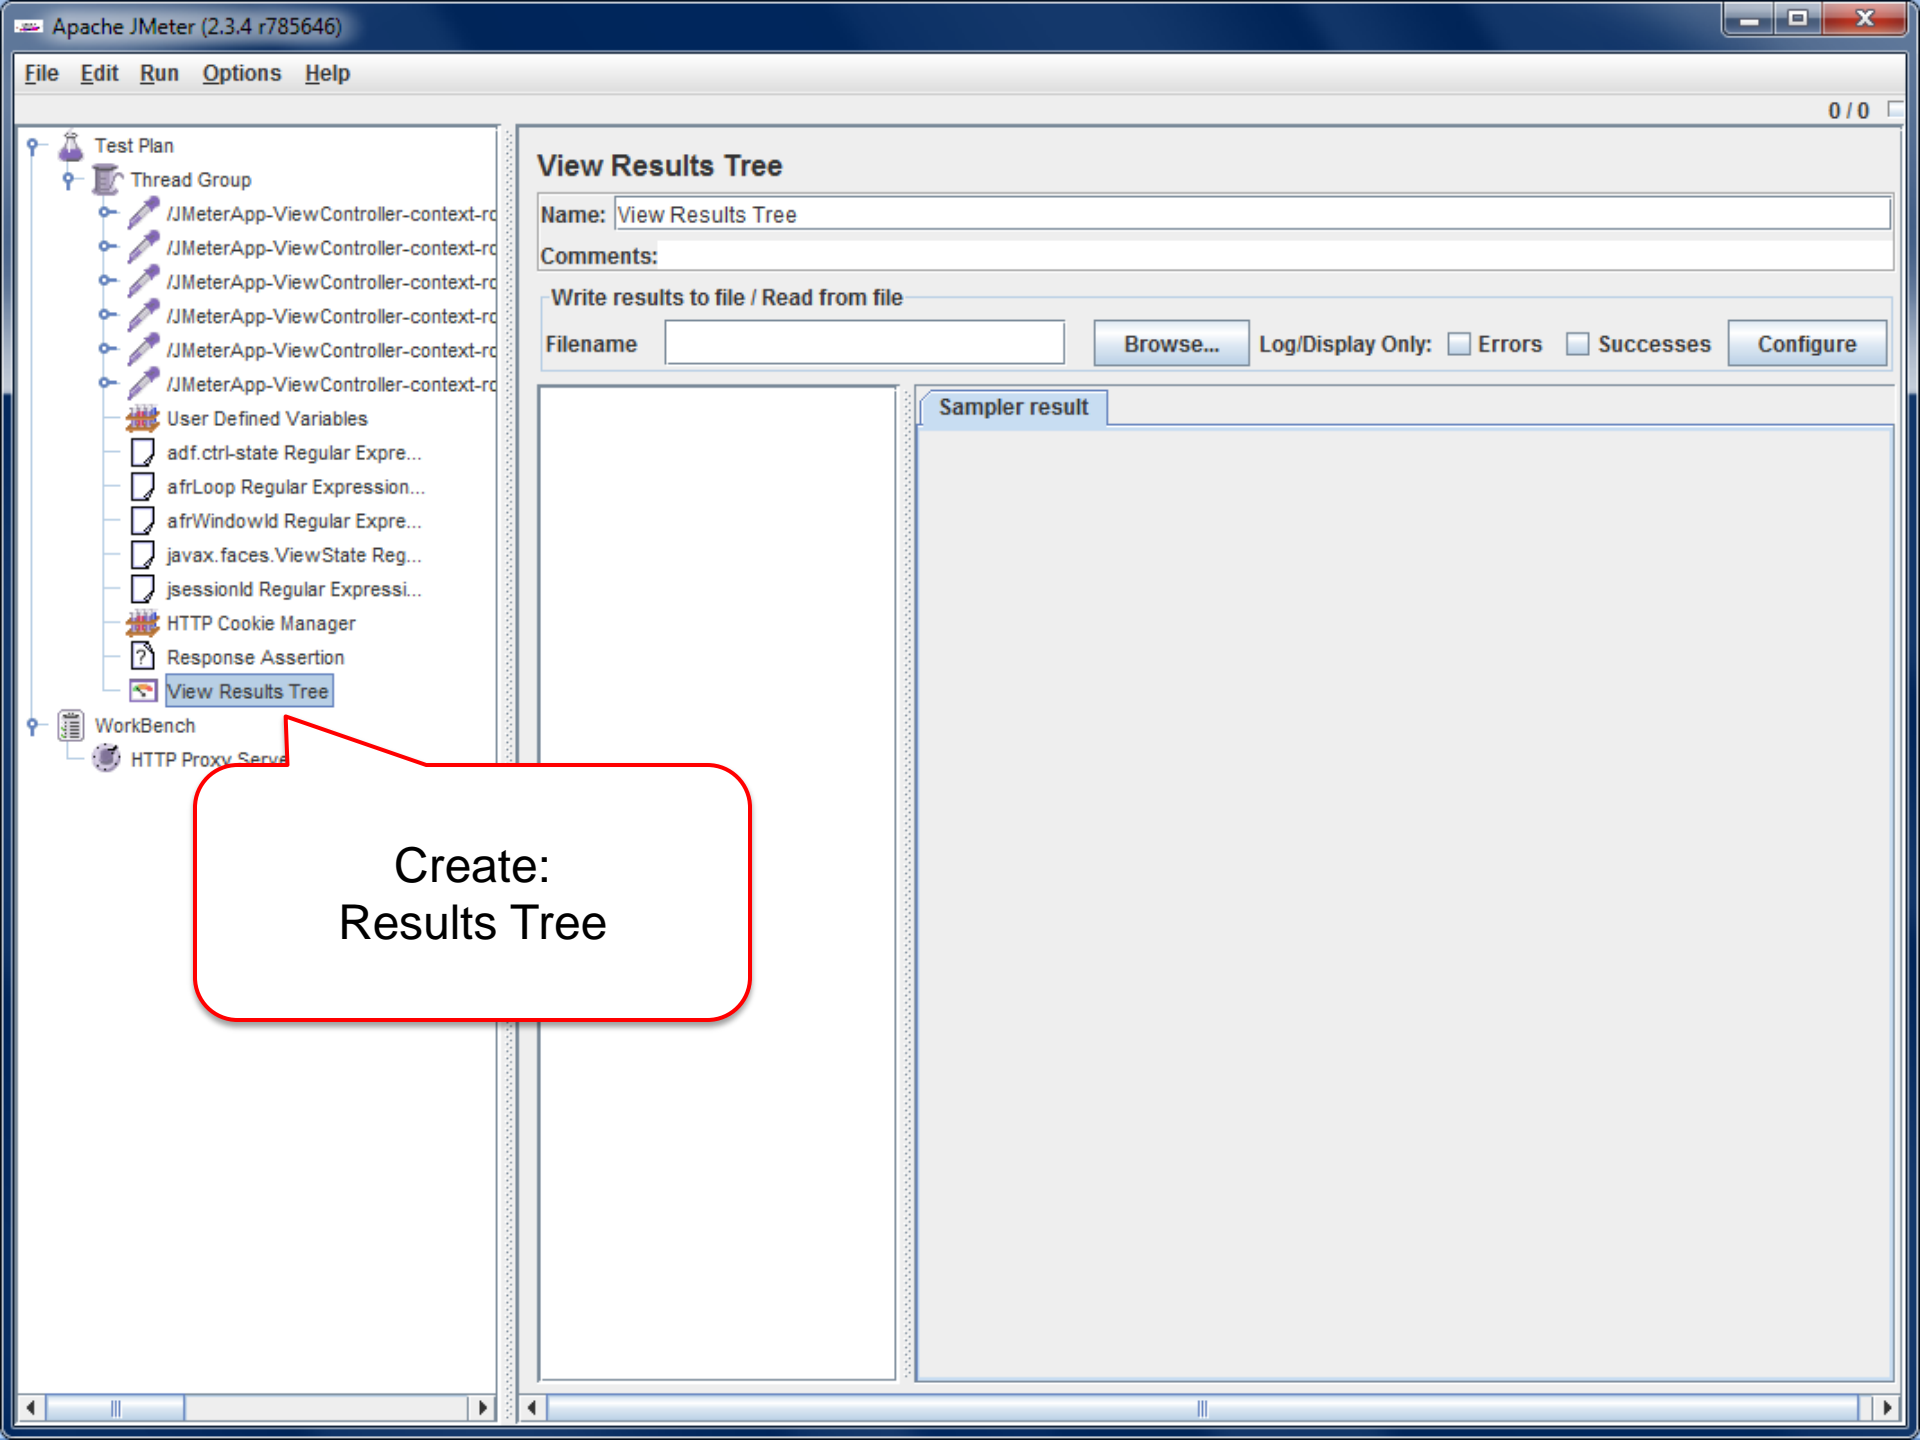 Apache JMeter (2.3.4 r785646)
File Edit Run Options Help
0 / 0
Test Plan
Thread Group
/JMeterApp-ViewController-context-ro
/JMeterApp-ViewController-context-ro
/JMeterApp-ViewController-context-ro
/JMeterApp-ViewController-context-ro
/JMeterApp-ViewController-context-ro
/JMeterApp-ViewController-context-ro
User Defined Variables
adf.ctrl-state Regular Expre...
afrLoop Regular Expression...
afrWindowId Regular Expre...
javax.faces.ViewState Reg...
jsessionId Regular Expressi...
HTTP Cookie Manager
Response Assertion
View Results Tree
WorkBench
HTTP Proxy Serve
Create:
Results Tree
View Results Tree
Name: View Results Tree
Comments:
Write results to file / Read from file
Filename Browse... Log/Display Only: Errors Successes Configure
Sampler result